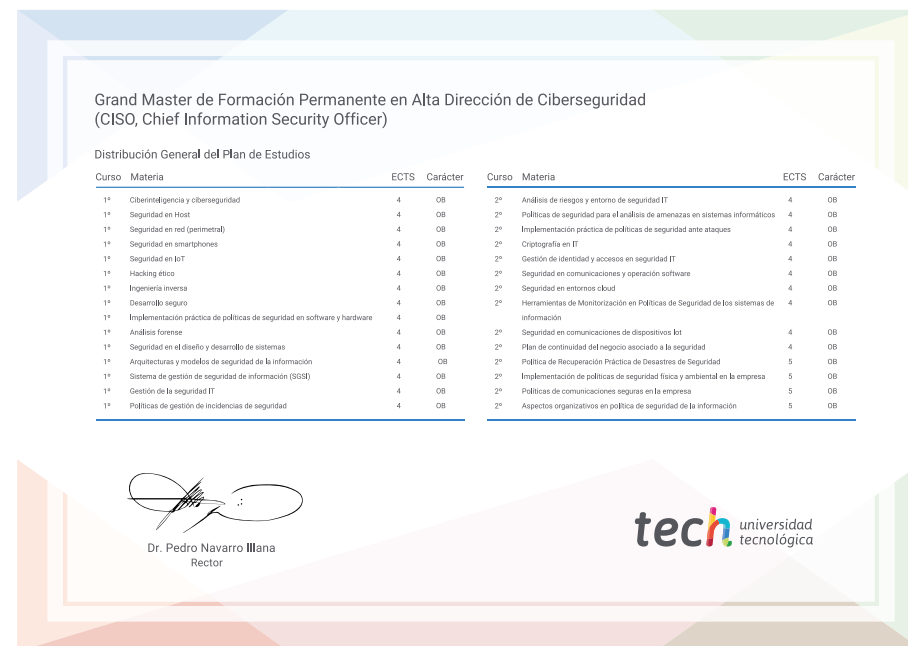 Grand Master de Formación Permanente en Alta Dirección de Ciberseguridad
(CISO, Chief Information Security Officer)
Distribución General del Plan de Estudios
Curso Materia ECTS Carácter
1º Ciberinteligencia y ciberseguridad 4 OB
1º Seguridad en Host 4 OB
1º Seguridad en red (perimetral) 4 OB
1º Seguridad en smartphones 4 OB
1º Seguridad en IoT 4 OB
1º Hacking ético 4 OB
1º Ingeniería inversa 4 OB
1º Desarrollo seguro 4 OB
1º Implementación práctica de políticas de seguridad en software y hardware 4 OB
1º Análisis forense 4 OB
1º Seguridad en el diseño y desarrollo de sistemas 4 OB
1º Arquitecturas y modelos de seguridad de la información 4 OB
1º Sistema de gestión de seguridad de información (SGSI) 4 OB
1º Gestión de la seguridad IT 4 OB
1º Políticas de gestión de incidencias de seguridad 4 OB
Curso Materia ECTS Carácter
2º Análisis de riesgos y entorno de seguridad IT 4 OB
2º Políticas de seguridad para el análisis de amenazas en sistemas informáticos 4 OB
2º Implementación práctica de políticas de seguridad ante ataques 4 OB
2º Criptografía en IT 4 OB
2º Gestión de identidad y accesos en seguridad IT 4 OB
2º Seguridad en comunicaciones y operación software 4 OB
2º Seguridad en entornos cloud 4 OB
2º Herramientas de Monitorización en Políticas de Seguridad de los sistemas de 4 OB
información
2º Seguridad en comunicaciones de dispositivos Iot 4 OB
2º Plan de continuidad del negocio asociado a la seguridad 4 OB
2º Política de Recuperación Práctica de Desastres de Seguridad 5 OB
2º Implementación de políticas de seguridad física y ambiental en la empresa 5 OB
2º Políticas de comunicaciones seguras en la empresa 5 OB
2º Aspectos organizativos en política de seguridad de la información 5 OB
Dr. Pedro Navarro Illana
Rector
tech universidad
tecnológica